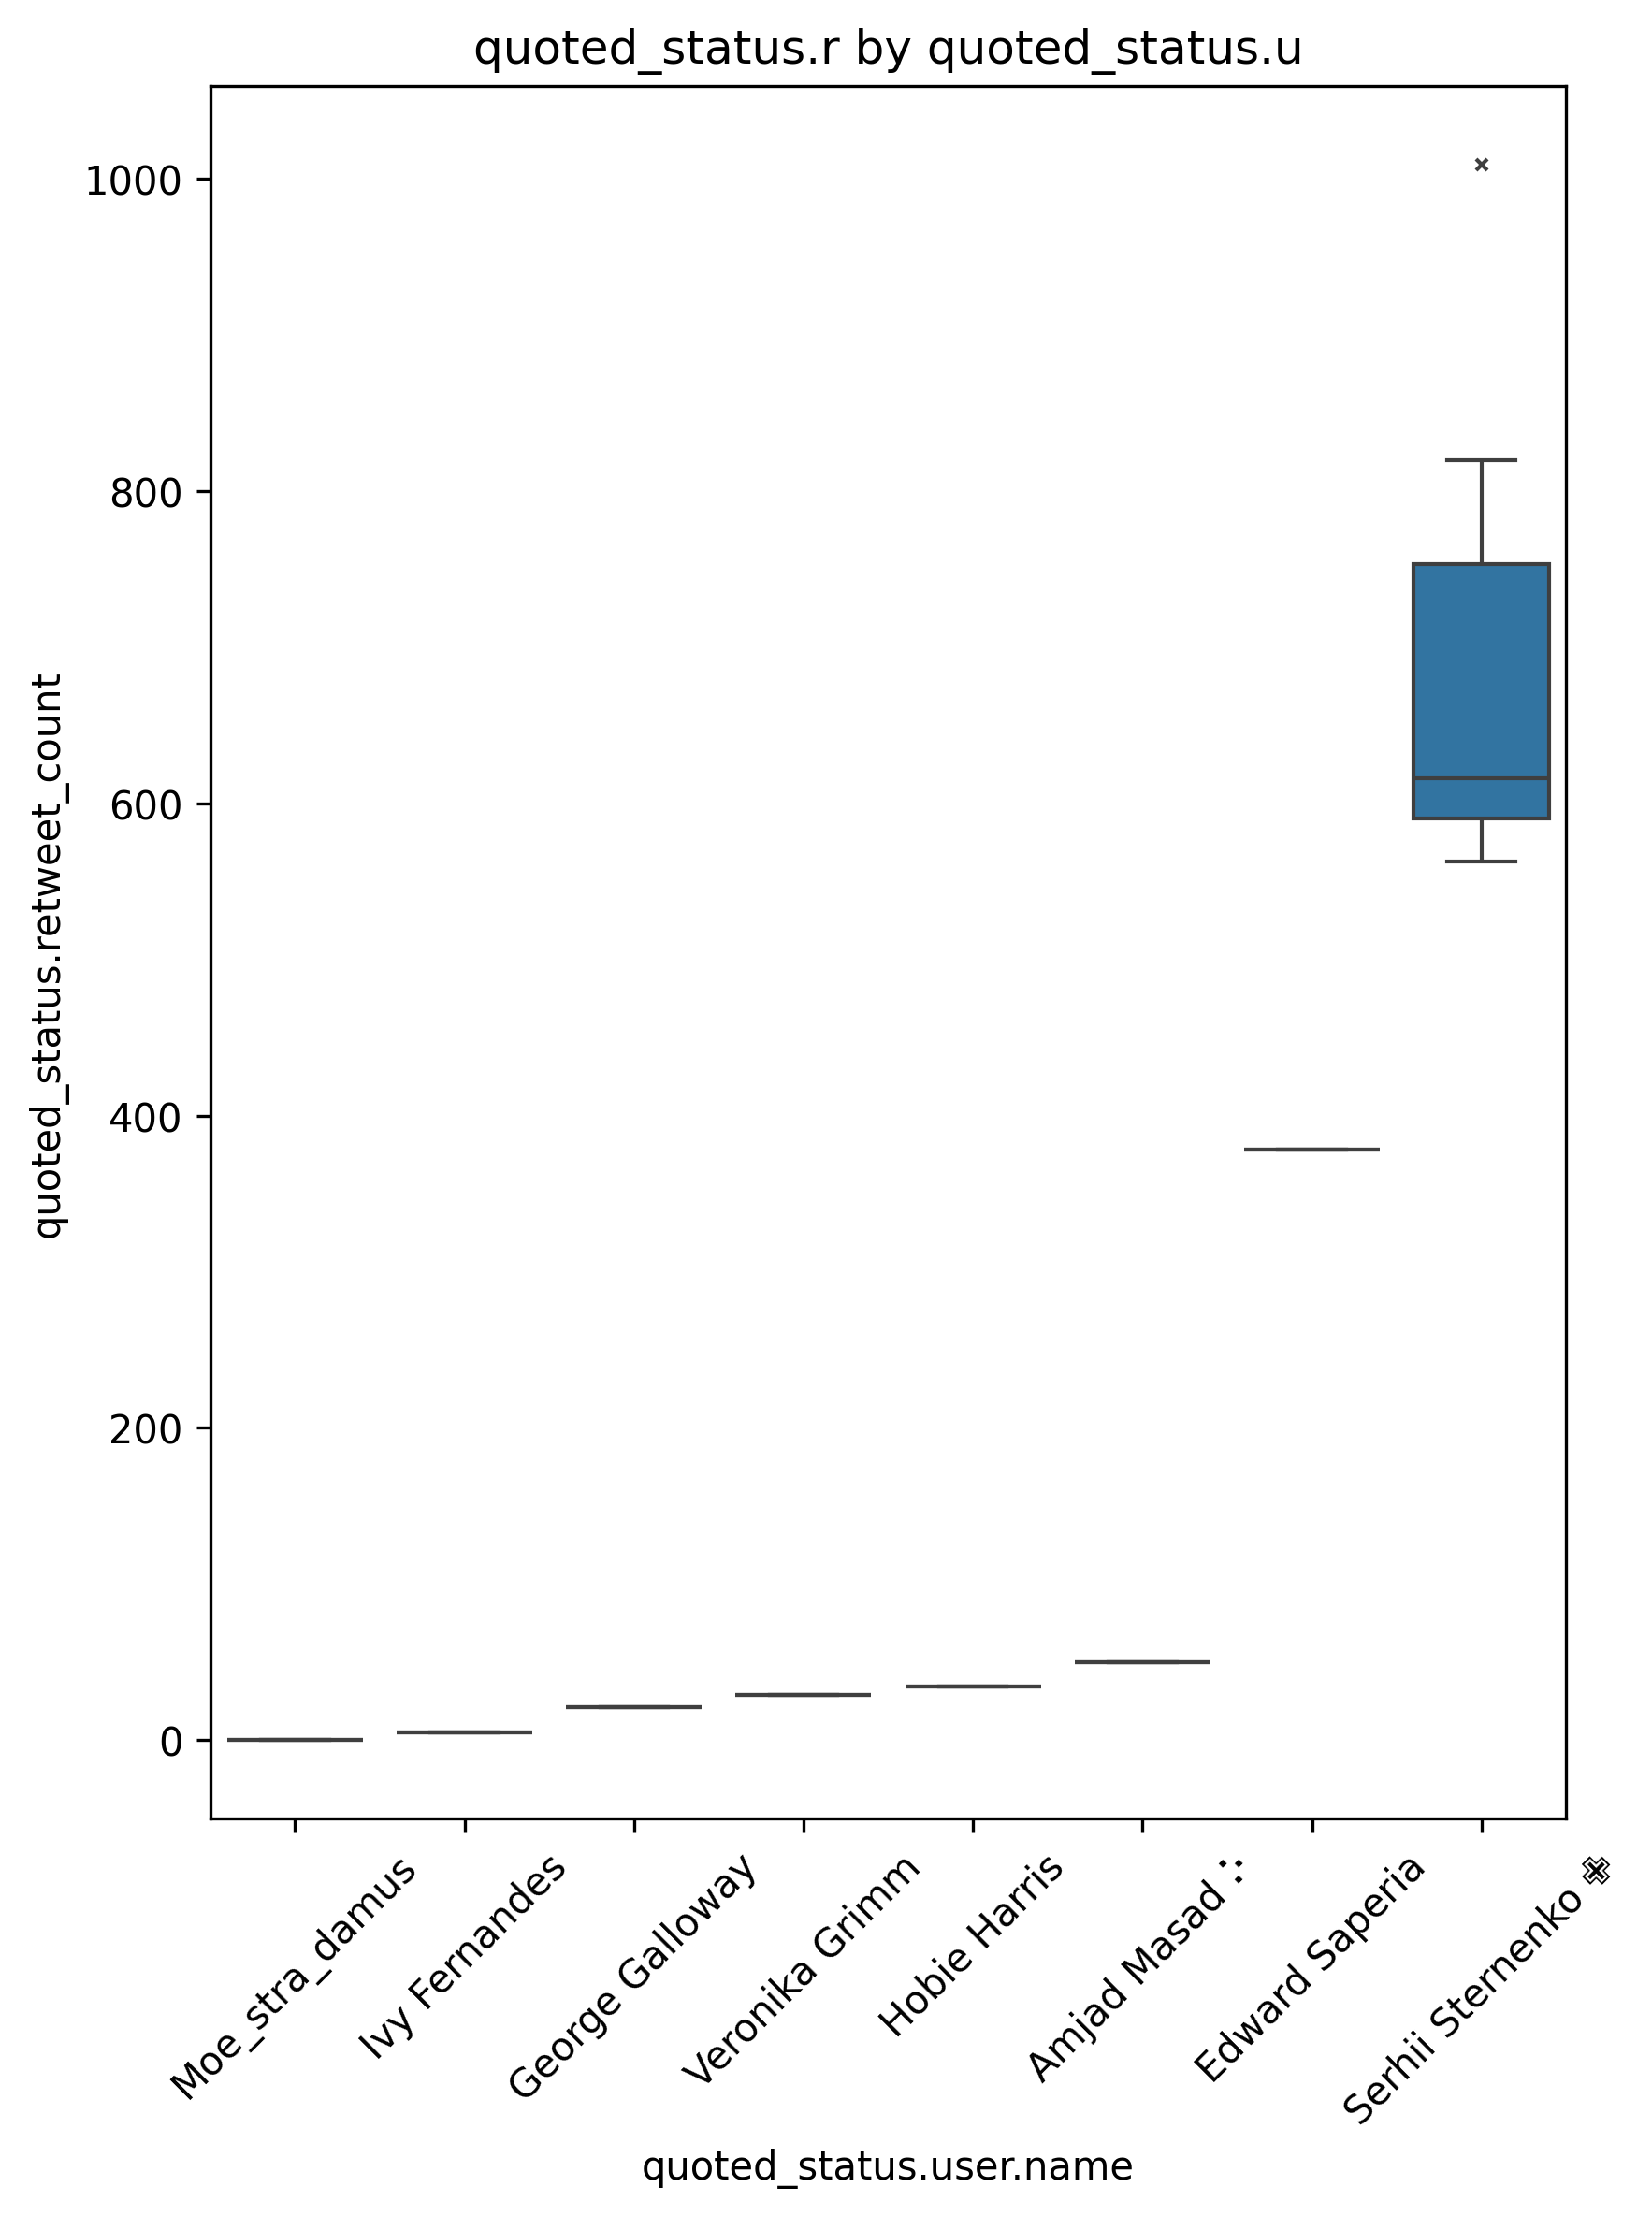 quoted_status.r by quoted_status.u
1000
800
600
400
200
0
quoted_status.retweet_count
Moe_stra_damus
Ivy Fernandes
George Galloway
Veronika Grimm
Hobie Harris
Amjad Masad ⠕
Edward Saperia
Serhii Sternenko ✙
quoted_status.user.name